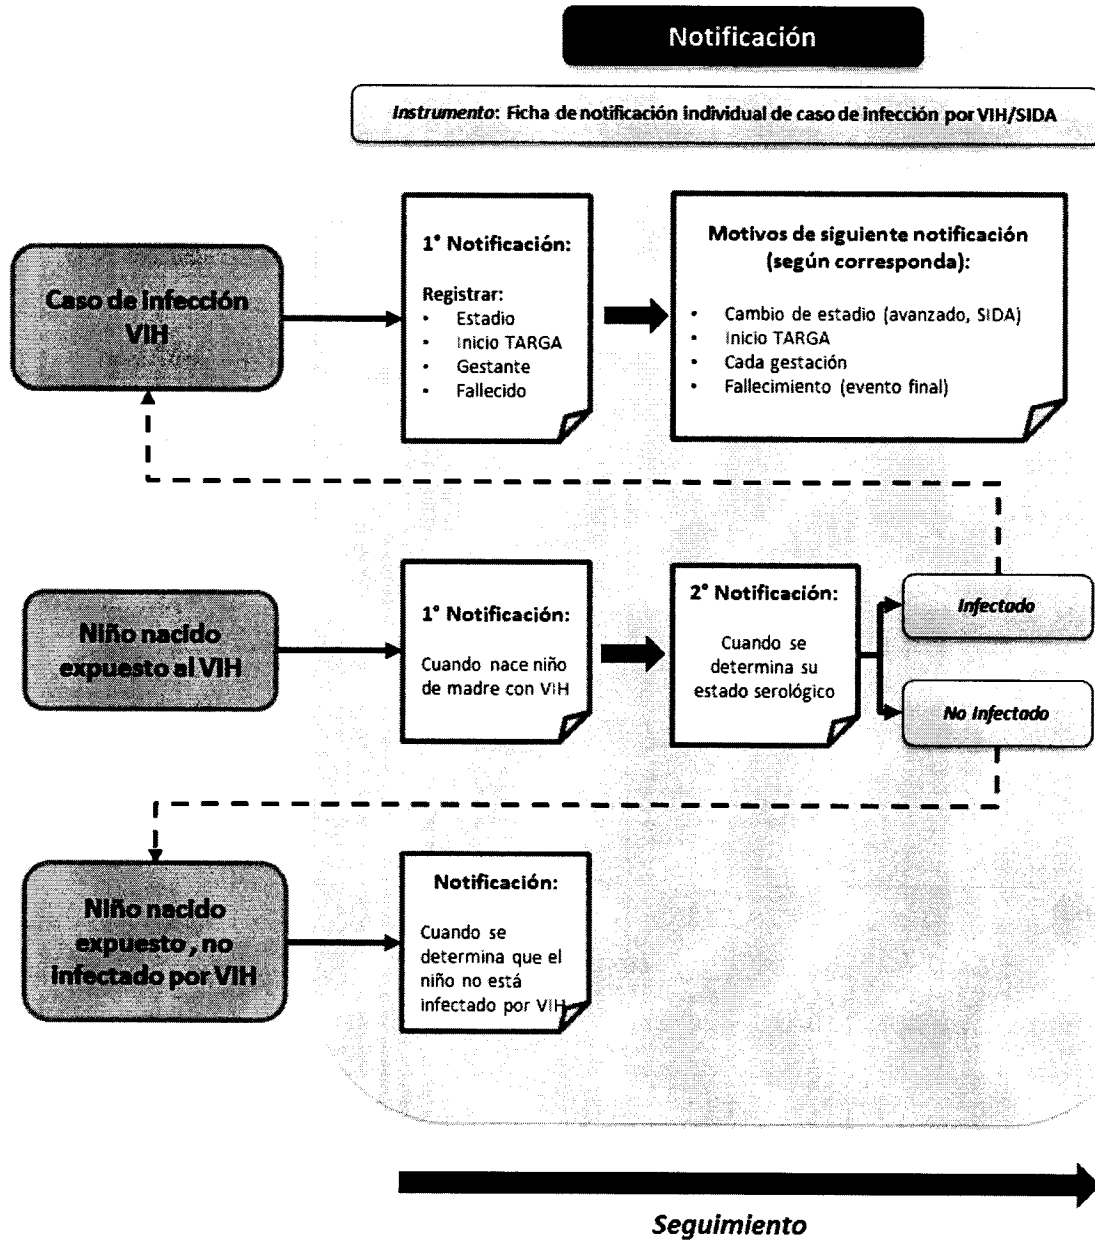 Notificación
Instrumento: Ficha de notificación individual de caso de infección por VIH/SIDA
Caso de infección
VIH
1° Notificación:
Registrar:
• Estadio
• Inicio TARGA
• Gestante
• Fallecido
Motivos de siguiente notificación
(según corresponda):
• Cambio de estadio (avanzado, SIDA)
• Inicio TARGA
• Cada gestación
• Fallecimiento (evento final)
Niño nacido
expuesto al VIH
1° Notificación:
Cuando nace niño
de madre con VIH
2° Notificación:
Cuando se
determina su
estado serológico
Infectado
No Infectado
Niño nacido
expuesto , no
infectado por VIH
Notificación:
Cuando se
determina que el
niño no está
infectado por VIH
Seguimiento